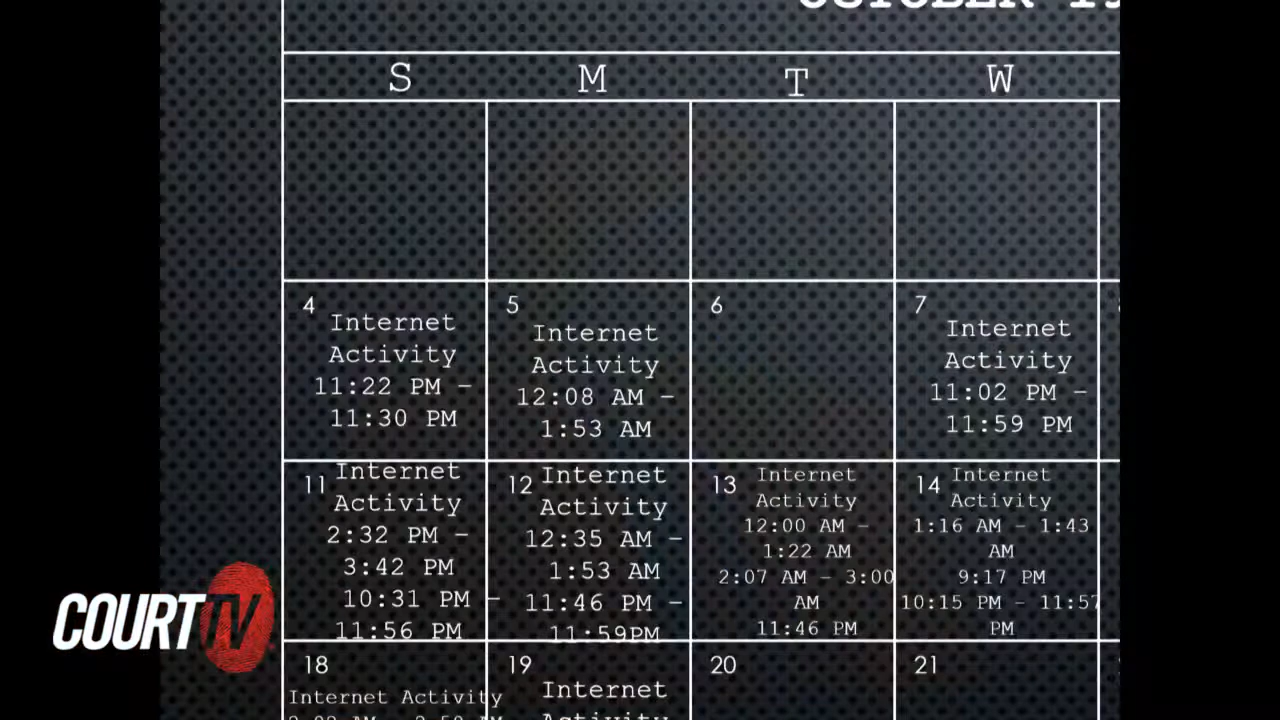 OCTOBER 19
S M T W
4
Internet
Activity
11:22 PM –
11:30 PM
5
Internet
Activity
12:08 AM –
1:53 AM
6
7
Internet
Activity
11:02 PM –
11:59 PM
11
Internet
Activity
2:32 PM –
3:42 PM
10:31 PM –
11:56 PM
12
Internet
Activity
12:35 AM –
1:53 AM
11:46 PM –
11:59PM
13
Internet
Activity
12:00 AM –
1:22 AM
2:07 AM – 3:00
AM
11:46 PM
14
Internet
Activity
1:16 AM – 1:43
AM
9:17 PM
10:15 PM – 11:57
PM
18
Internet Activity
19
Internet
Activity
20
21
COURT TV